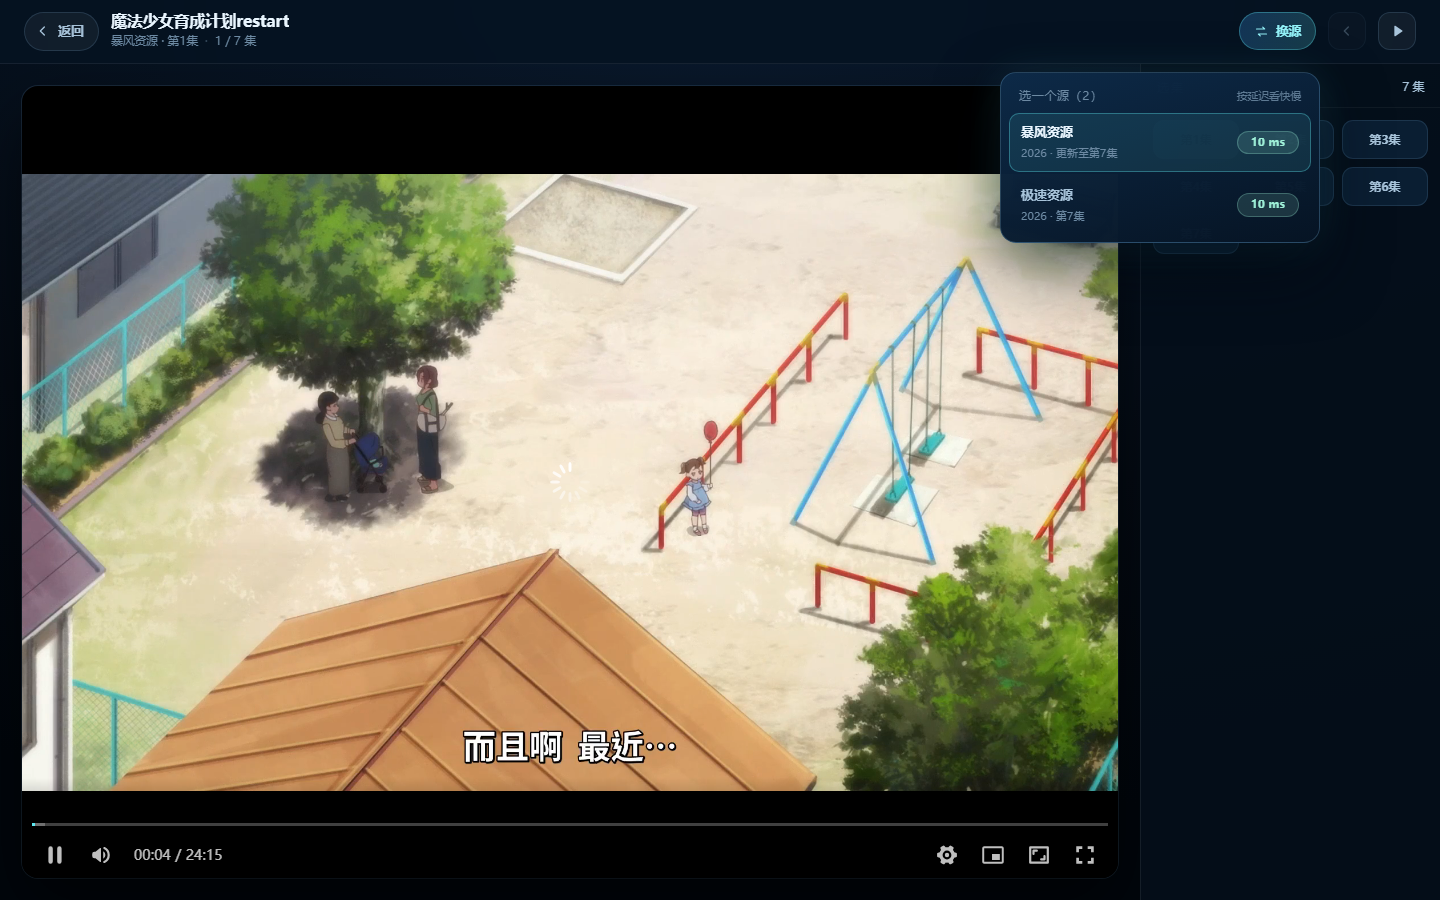 返回
魔法少女育成计划restart
暴风资源 · 第1集 · 1 / 7 集
换源
选一个源（2）
按延迟看快慢
7 集
暴风资源
2026 · 更新至第7集
10 ms
第3集
极速资源
2026 · 第7集
10 ms
第6集
而且啊 最近…
00:04 / 24:15